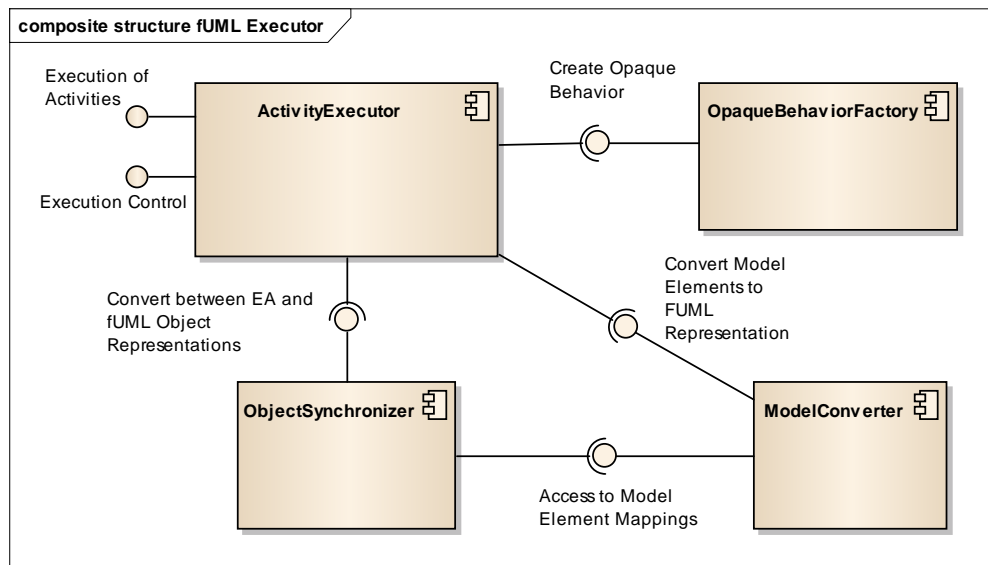 composite structure fUML Executor
Execution of
Activities
ActivityExecutor
Create Opaque
Behavior
OpaqueBehaviorFactory
Execution Control
Convert between EA and
fUML Object
Representations
Convert Model
Elements to
FUML
Representation
ObjectSynchronizer
ModelConverter
Access to Model
Element Mappings